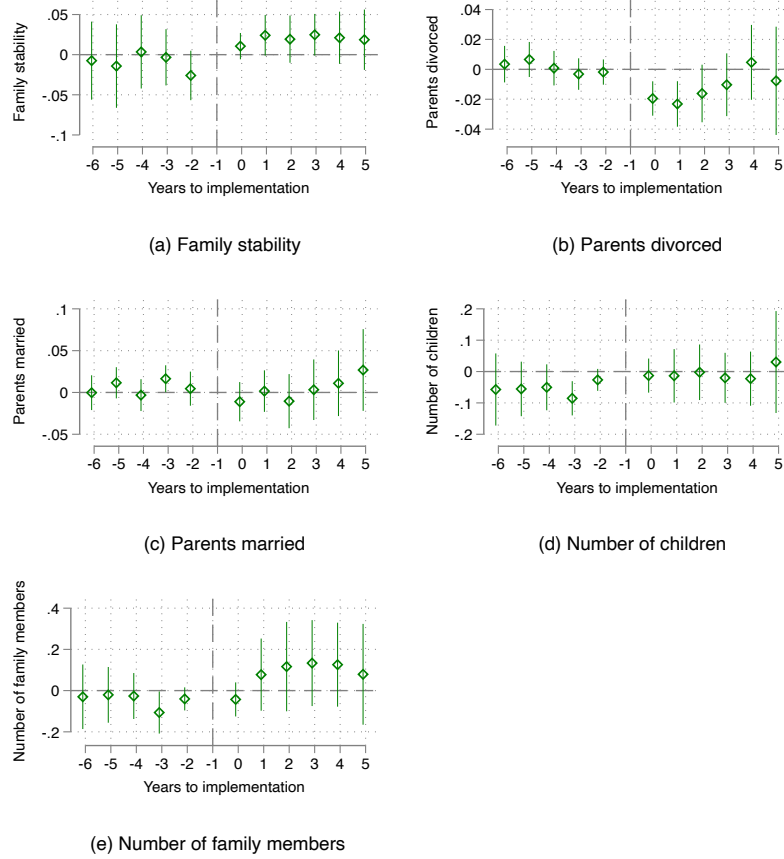 Family stability
.05
0
-.05
-.1
-6 -5 -4 -3 -2 -1 0 1 2 3 4 5
Years to implementation
(a) Family stability
Parents divorced
.04
.02
0
-.02
-.04
-6 -5 -4 -3 -2 -1 0 1 2 3 4 5
Years to implementation
(b) Parents divorced
Parents married
.1
.05
0
-.05
-6 -5 -4 -3 -2 -1 0 1 2 3 4 5
Years to implementation
(c) Parents married
Number of children
.2
.1
0
-.1
-.2
-6 -5 -4 -3 -2 -1 0 1 2 3 4 5
Years to implementation
(d) Number of children
Number of family members
.4
.2
0
-.2
-6 -5 -4 -3 -2 -1 0 1 2 3 4 5
Years to implementation
(e) Number of family members